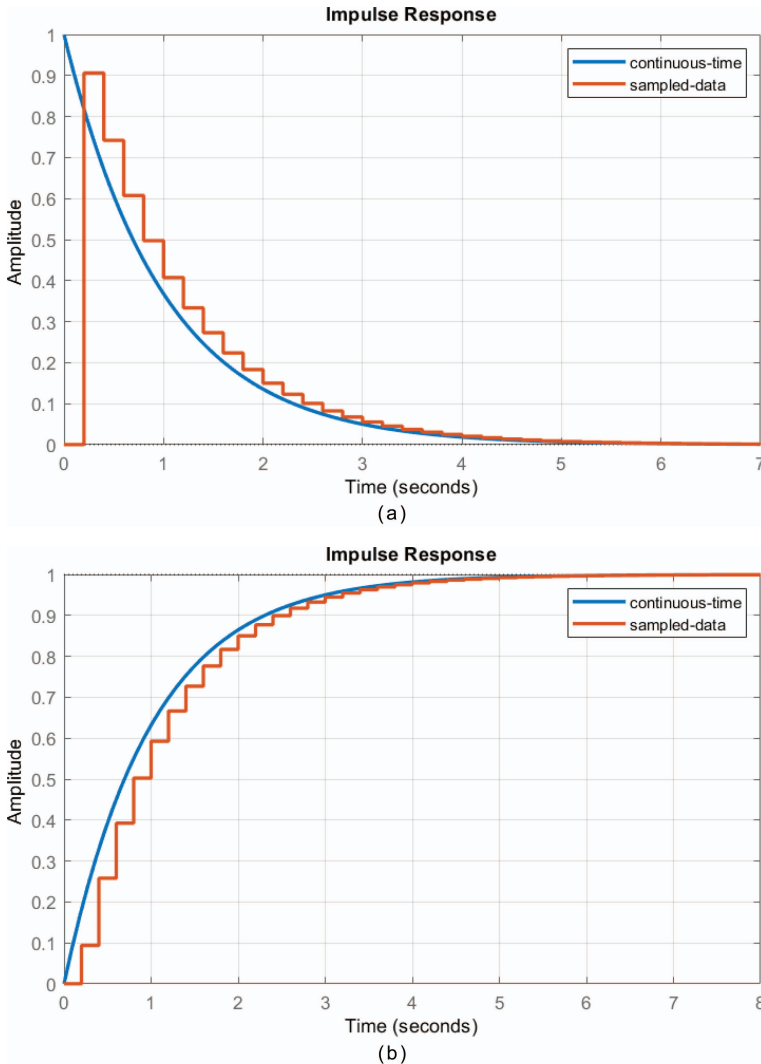 Impulse Response
1
0.9
0.8
0.7
0.6
0.5
0.4
0.3
0.2
0.1
0
Amplitude
continuous-time
sampled-data
0 1 2 3 4 5 6 7
Time (seconds)
(a)
Impulse Response
1
0.9
0.8
0.7
0.6
0.5
0.4
0.3
0.2
0.1
0
Amplitude
continuous-time
sampled-data
0 1 2 3 4 5 6 7 8
Time (seconds)
(b)